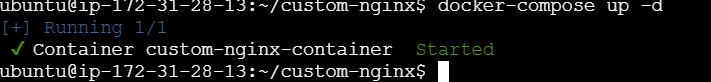 ubuntu@ip-172-31-28-13:~/custom-nginx$ docker-compose up -d
[+] Running 1/1
✓ Container custom-nginx-container  Started
ubuntu@ip-172-31-28-13:~/custom-nginx$